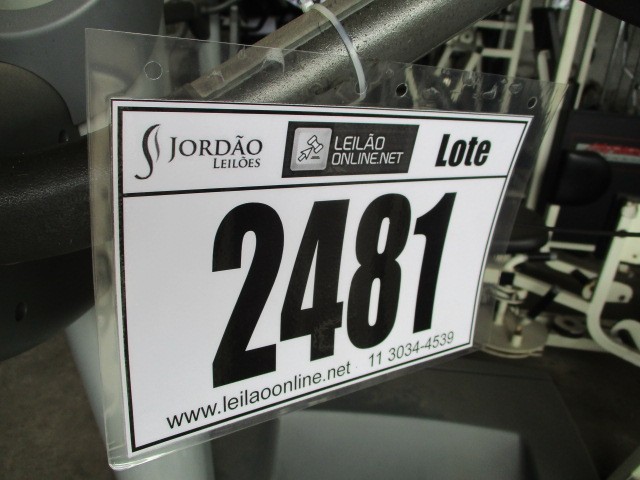 JORDÃO
LEILÕES
LEILÃO
ONLINE.NET
Lote
2481
www.leilaoonline.net 11 3034-4539